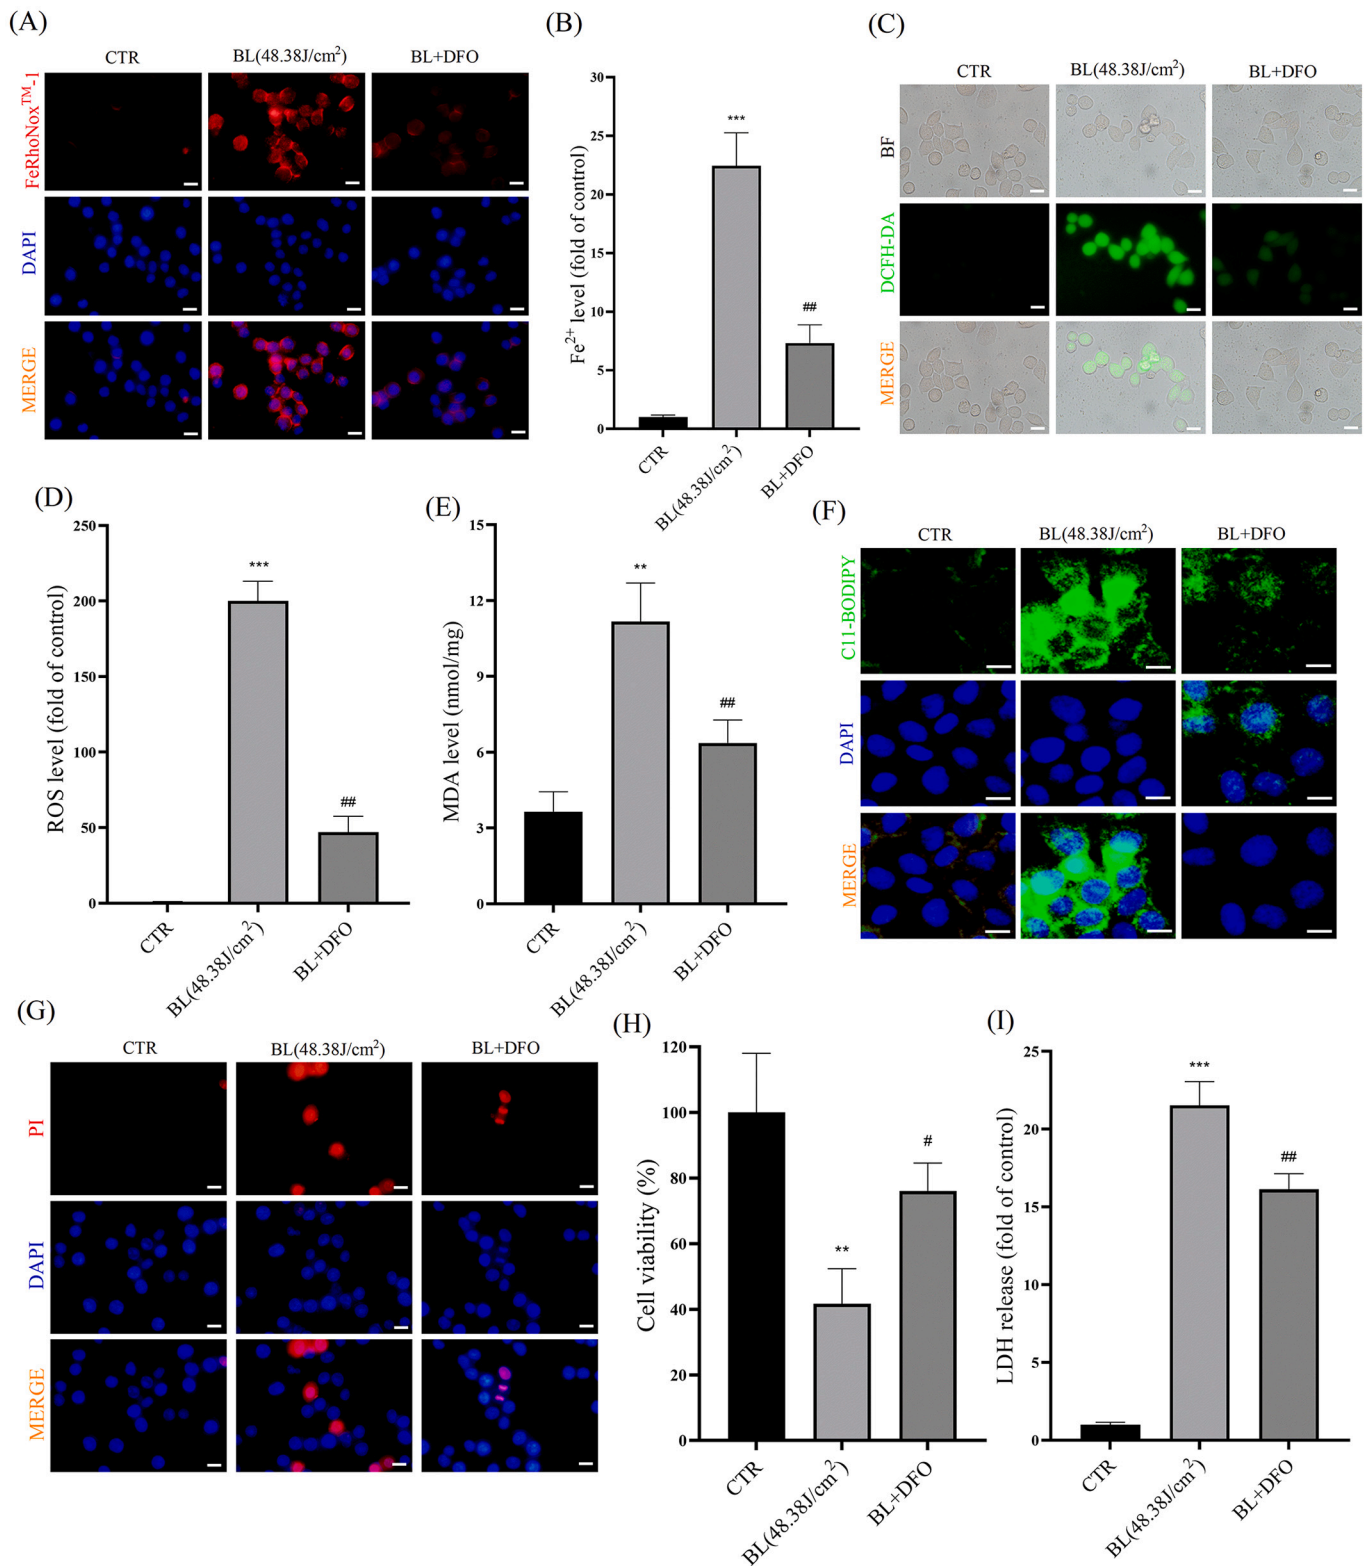 (A)
CTR
BL(48.38J/cm²)
BL+DFO
FeRhoNox™-1
DAPI
MERGE
(B)
Fe²⁺ level (fold of control)
30
25
20
15
10
5
0
***
##
CTR
BL(48.38J/cm²)
BL+DFO
(C)
CTR
BL(48.38J/cm²)
BL+DFO
BF
DCFH-DA
MERGE
(D)
ROS level (fold of control)
250
200
150
100
50
0
***
##
CTR
BL(48.38J/cm²)
BL+DFO
(E)
MDA level (nmol/mg)
15
12
9
6
3
0
**
##
CTR
BL(48.38J/cm²)
BL+DFO
(F)
CTR
BL(48.38J/cm²)
BL+DFO
C11-BODIPY
DAPI
MERGE
(G)
CTR
BL(48.38J/cm²)
BL+DFO
PI
DAPI
MERGE
(H)
Cell viability (%)
120
100
80
60
40
20
0
**
#
CTR
BL(48.38J/cm²)
BL+DFO
(I)
LDH release (fold of control)
25
20
15
10
5
0
***
##
CTR
BL(48.38J/cm²)
BL+DFO